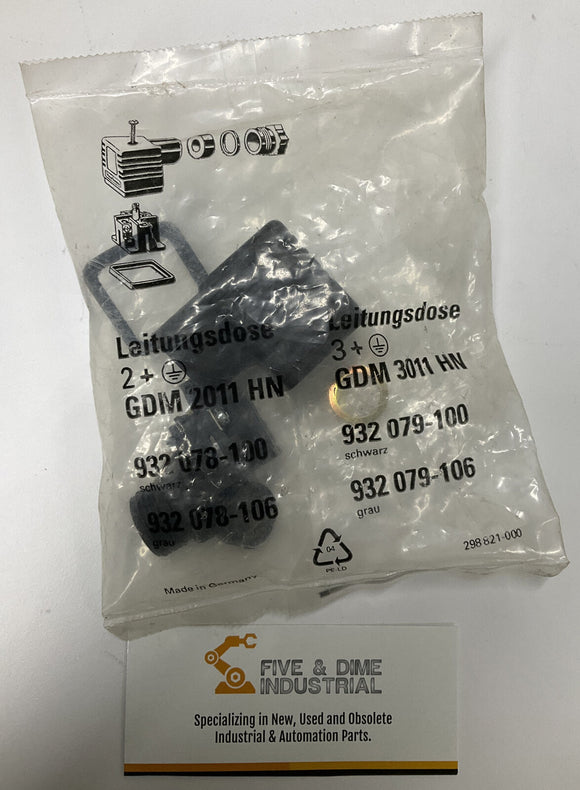 Leitungsdose
2 +
GDM 2011 HN
932 078-100
schwarz
932 078-106
grau
Made in Germany
Leitungsdose
3 +
GDM 3011 HN
932 079-100
schwarz
932 079-106
grau
04
PE-LD
298 821-000
FIVE & DIME
INDUSTRIAL
Specializing in New, Used and Obsolete
Industrial & Automation Parts.